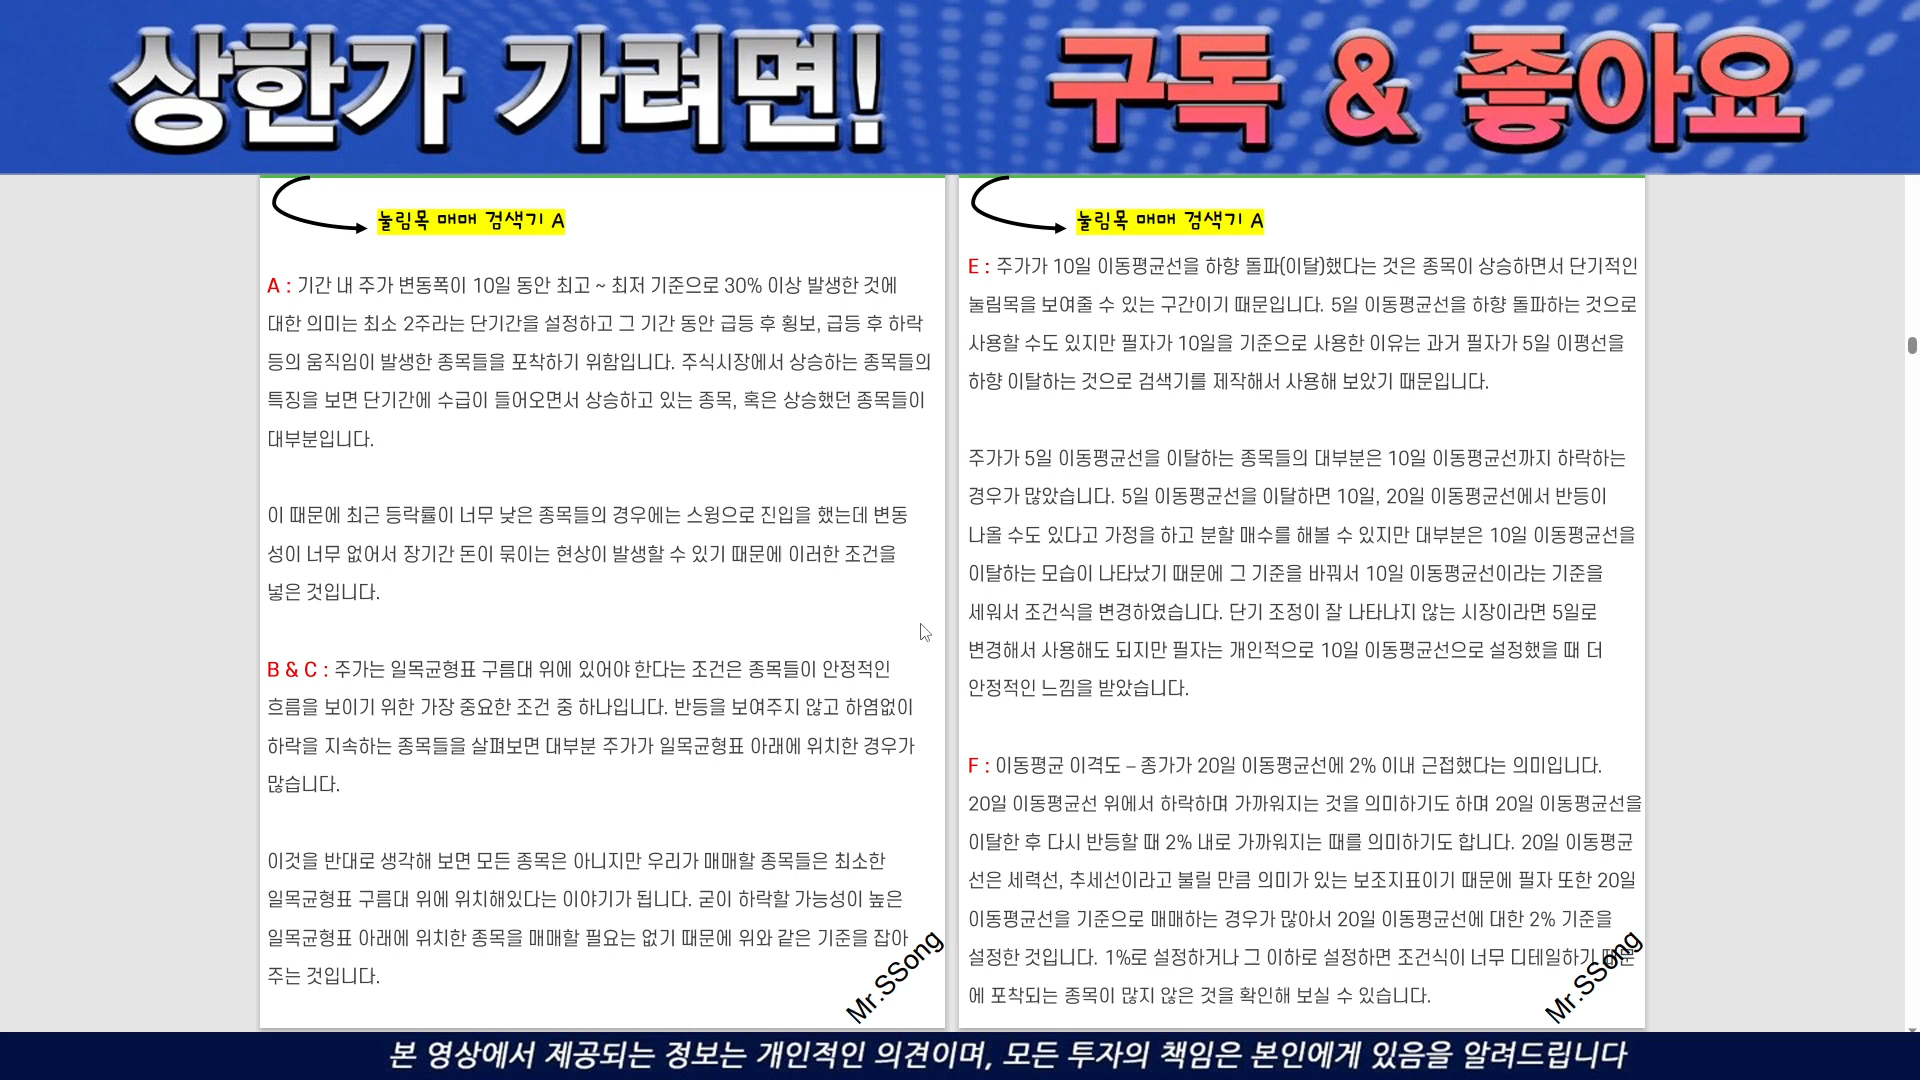 상한가 가려면! 구독 & 좋아요
눌림목 매매 검색기 A
A : 기간 내 주가 변동폭이 10일 동안 최고 ~ 최저 기준으로 30% 이상 발생한 것에
대한 의미는 최소 2주라는 단기간을 설정하고 그 기간 동안 급등 후 횡보, 급등 후 하락
등의 움직임이 발생한 종목들을 포착하기 위함입니다. 주식시장에서 상승하는 종목들의
특징을 보면 단기간에 수급이 들어오면서 상승하고 있는 종목, 혹은 상승했던 종목들이
대부분입니다.
이 때문에 최근 등락률이 너무 낮은 종목들의 경우에는 스윙으로 진입을 했는데 변동
성이 너무 없어서 장기간 돈이 묶이는 현상이 발생할 수 있기 때문에 이러한 조건을
넣은 것입니다.
B & C : 주가는 일목균형표 구름대 위에 있어야 한다는 조건은 종목들이 안정적인
흐름을 보이기 위한 가장 중요한 조건 중 하나입니다. 반등을 보여주지 않고 하염없이
하락을 지속하는 종목들을 살펴보면 대부분 주가가 일목균형표 아래에 위치한 경우가
많습니다.
이것을 반대로 생각해 보면 모든 종목은 아니지만 우리가 매매할 종목들은 최소한
일목균형표 구름대 위에 위치해있다는 이야기가 됩니다. 굳이 하락할 가능성이 높은
일목균형표 아래에 위치한 종목을 매매할 필요는 없기 때문에 위와 같은 기준을 잡아
주는 것입니다.
Mr.SSong
눌림목 매매 검색기 A
E : 주가가 10일 이동평균선을 하향 돌파(이탈)했다는 것은 종목이 상승하면서 단기적인
눌림목을 보여줄 수 있는 구간이기 때문입니다. 5일 이동평균선을 하향 돌파하는 것으로
사용할 수도 있지만 필자가 10일을 기준으로 사용한 이유는 과거 필자가 5일 이평선을
하향 이탈하는 것으로 검색기를 제작해서 사용해 보았기 때문입니다.
주가가 5일 이동평균선을 이탈하는 종목들의 대부분은 10일 이동평균선까지 하락하는
경우가 많았습니다. 5일 이동평균선을 이탈하면 10일, 20일 이동평균선에서 반등이
나올 수도 있다고 가정을 하고 분할 매수를 해볼 수 있지만 대부분은 10일 이동평균선을
이탈하는 모습이 나타났기 때문에 그 기준을 바꿔서 10일 이동평균선이라는 기준을
세워서 조건식을 변경하였습니다. 단기 조정이 잘 나타나지 않는 시장이라면 5일로
변경해서 사용해도 되지만 필자는 개인적으로 10일 이동평균선으로 설정했을 때 더
안정적인 느낌을 받았습니다.
F : 이동평균 이격도 – 종가가 20일 이동평균선에 2% 이내 근접했다는 의미입니다.
20일 이동평균선 위에서 하락하며 가까워지는 것을 의미하기도 하며 20일 이동평균선을
이탈한 후 다시 반등할 때 2% 내로 가까워지는 때를 의미하기도 합니다. 20일 이동평균
선은 세력선, 추세선이라고 불릴 만큼 의미가 있는 보조지표이기 때문에 필자 또한 20일
이동평균선을 기준으로 매매하는 경우가 많아서 20일 이동평균선에 대한 2% 기준을
설정한 것입니다. 1%로 설정하거나 그 이하로 설정하면 조건식이 너무 디테일하기 때문
에 포착되는 종목이 많지 않은 것을 확인해 보실 수 있습니다.
Mr.SSong
본 영상에서 제공되는 정보는 개인적인 의견이며, 모든 투자의 책임은 본인에게 있음을 알려드립니다